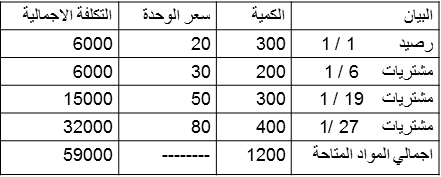 البيان الكمية سعر الوحدة التكلفة الاجمالية
رصيد 1 / 1 300 20 6000
مشتريات 6 / 1 200 30 6000
مشتريات 19 / 1 300 50 15000
مشتريات 27 /1 400 80 32000
اجمالي المواد المتاحة 1200 -------- 59000